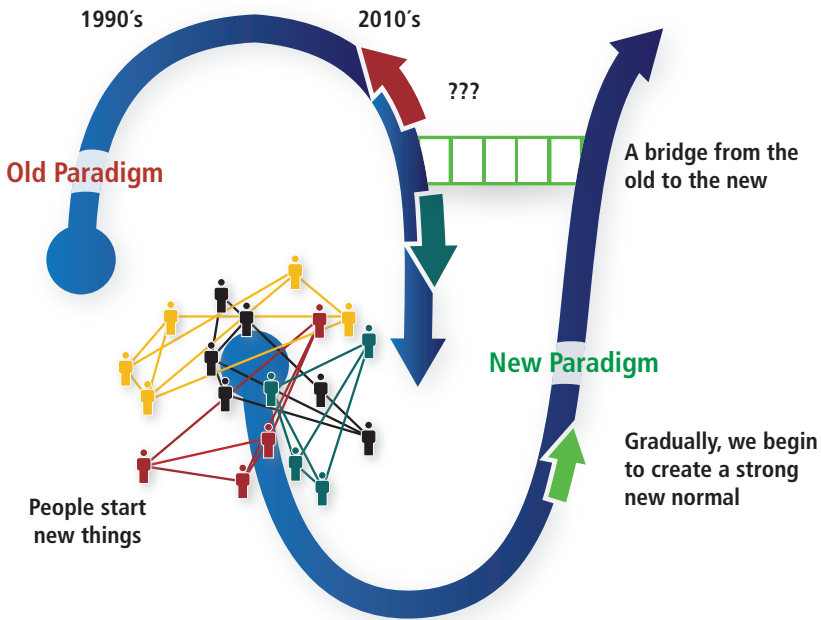 1990´s
2010´s
???
Old Paradigm
A bridge from the
old to the new
New Paradigm
Gradually, we begin
to create a strong
new normal
People start
new things